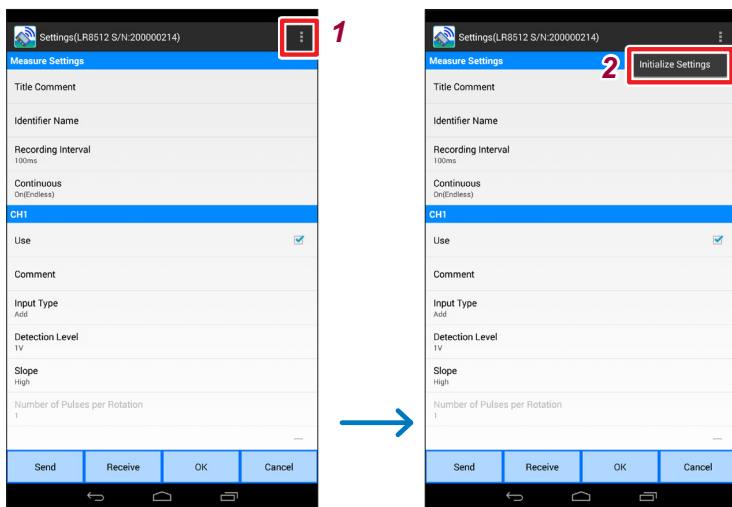 Settings(LR8512 S/N:200000214)
1
Measure Settings
Title Comment
Identifier Name
Recording Interval
100ms
Continuous
On(Endless)
CH1
Use
Comment
Input Type
Add
Detection Level
1V
Slope
High
Number of Pulses per Rotation
1
Send
Receive
OK
Cancel
Settings(LR8512 S/N:200000214)
Measure Settings
2
Initialize Settings
Title Comment
Identifier Name
Recording Interval
100ms
Continuous
On(Endless)
CH1
Use
Comment
Input Type
Add
Detection Level
1V
Slope
High
Number of Pulses per Rotation
1
Send
Receive
OK
Cancel